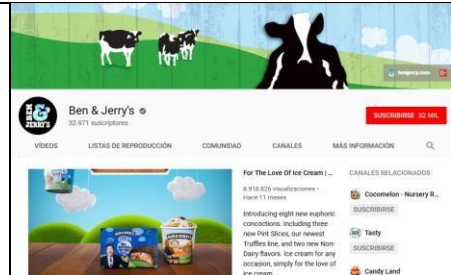 benjerry.com G+
BEN & JERRY'S
Ben & Jerry's
32.971 suscriptores
SUSCRIBIRSE 32 MIL
VÍDEOS LISTAS DE REPRODUCCIÓN COMUNIDAD CANALES MÁS INFORMACIÓN
For The Love Of Ice Cream | ...
8.918.826 visualizaciones •
Hace 11 meses
Introducing eight new euphoric
concoctions. Including three
new Pint Slices, our newest
Truffles line, and two new Non-
Dairy flavors. Ice cream for any
occasion, simply for the love of
ice cream.
CANALES RELACIONADOS
Cocomelon - Nursery R...
SUSCRIBIRSE
Tasty
SUSCRIBIRSE
Candy Land